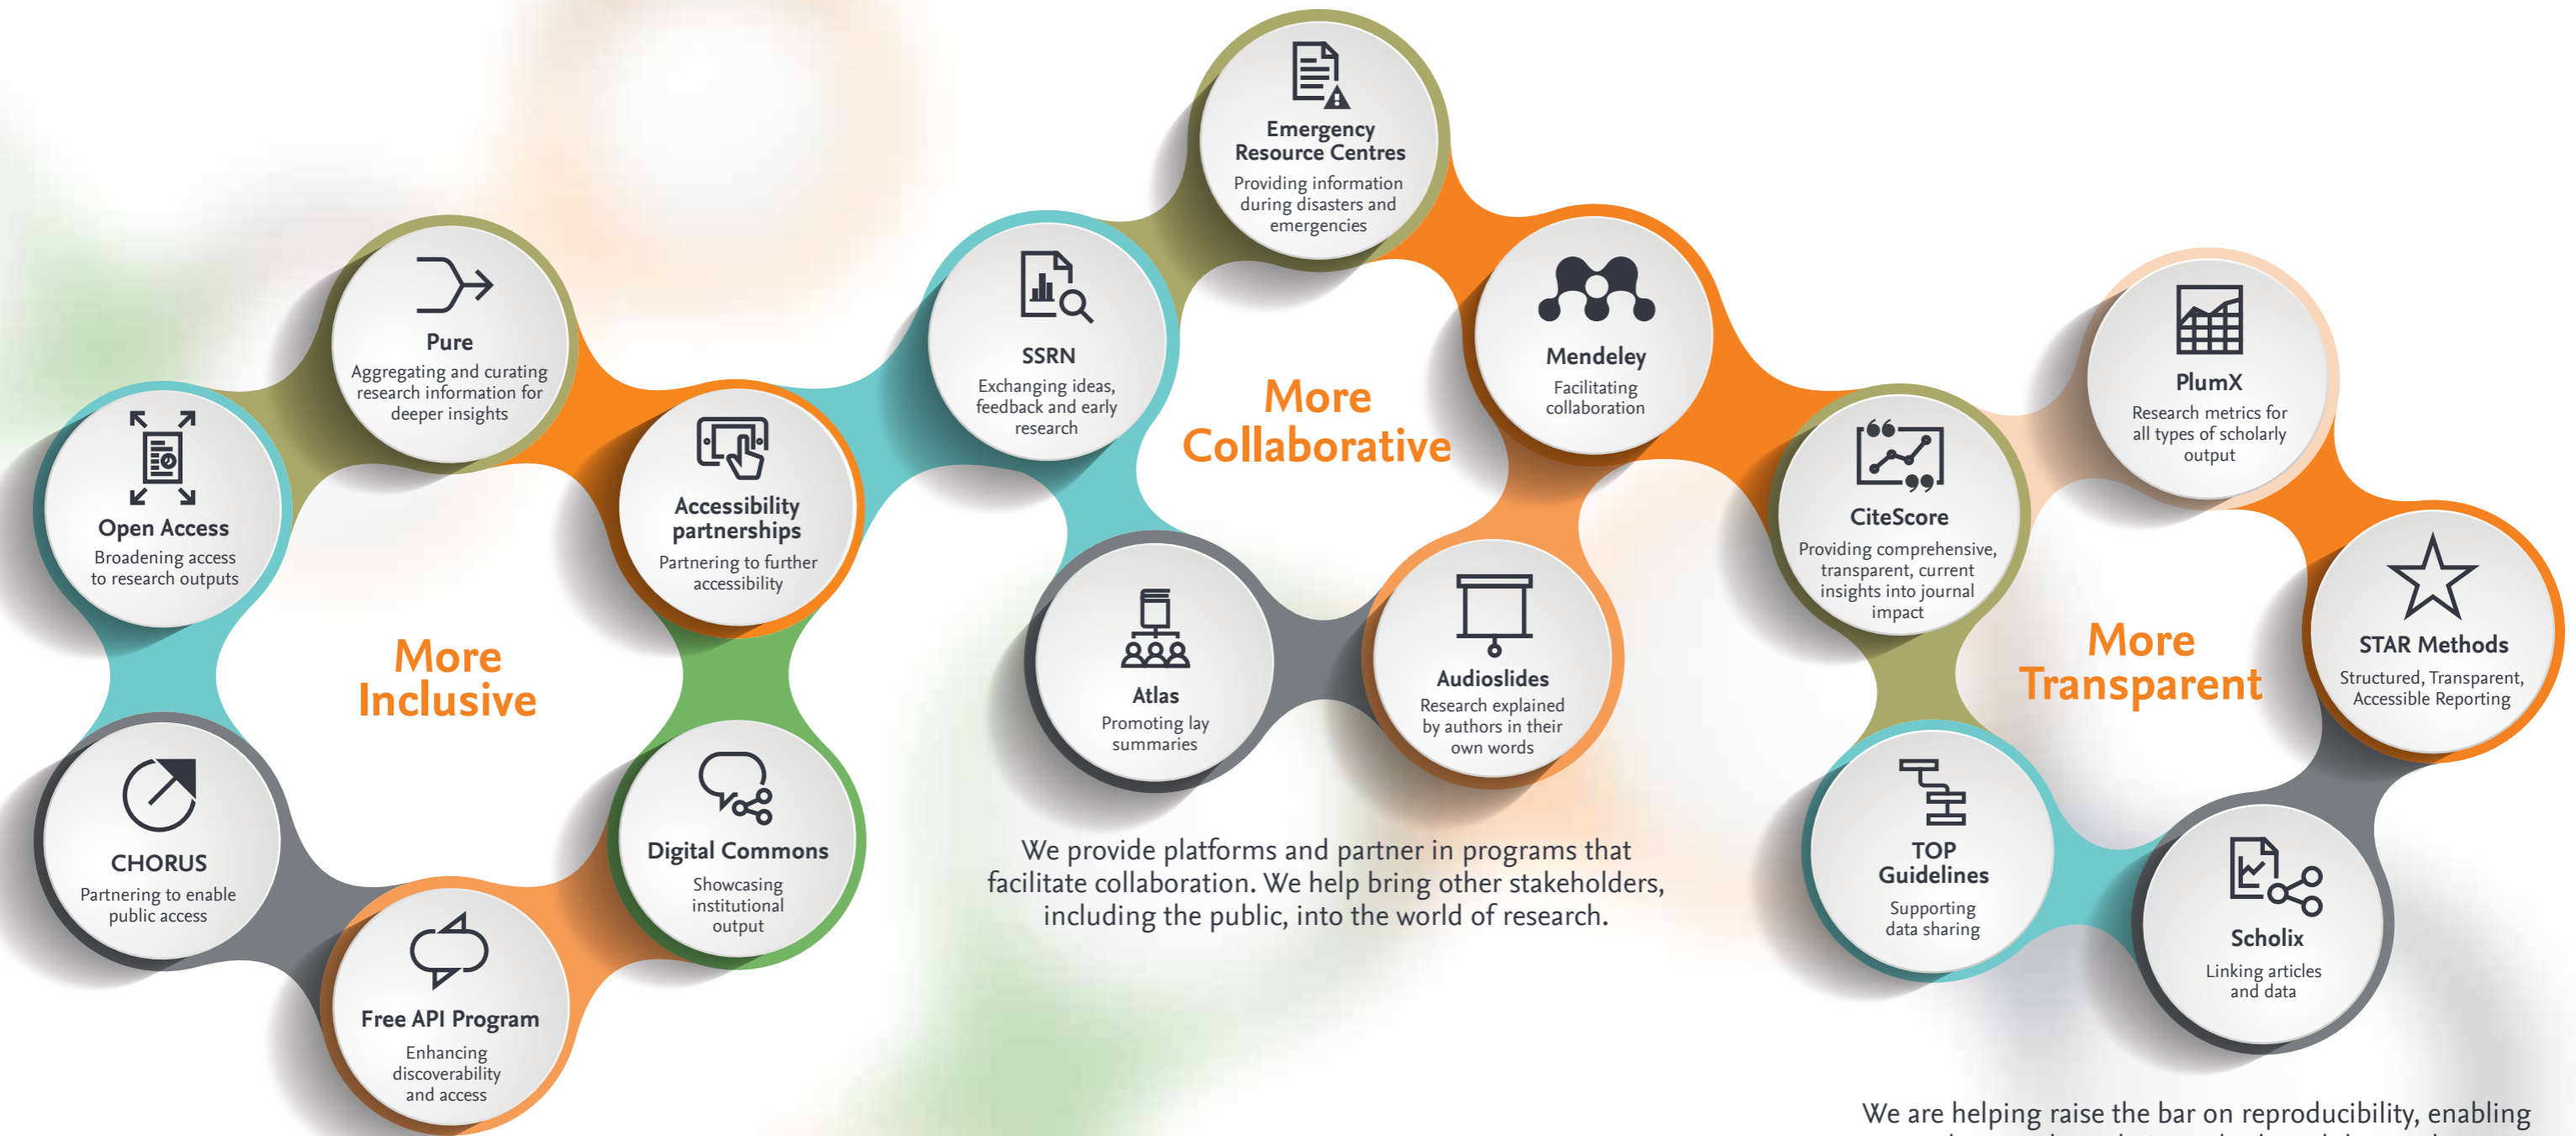 Pure
Aggregating and curating
research information for
deeper insights
Open Access
Broadening access
to research outputs
Accessibility
partnerships
Partnering to further
accessibility
More
Inclusive
CHORUS
Partnering to enable
public access
Digital Commons
Showcasing
institutional
output
Free API Program
Enhancing
discoverability
and access
Emergency
Resource Centres
Providing information
during disasters and
emergencies
SSRN
Exchanging ideas,
feedback and early
research
Mendeley
Facilitating
collaboration
More
Collaborative
Atlas
Promoting lay
summaries
Audioslides
Research explained
by authors in their
own words
We provide platforms and partner in programs that
facilitate collaboration. We help bring other stakeholders,
including the public, into the world of research.
PlumX
Research metrics for
all types of scholarly
output
CiteScore
Providing comprehensive,
transparent, current
insights into journal
impact
STAR Methods
Structured, Transparent,
Accessible Reporting
More
Transparent
TOP
Guidelines
Supporting
data sharing
Scholix
Linking articles
and data
We are helping raise the bar on reproducibility, enabling